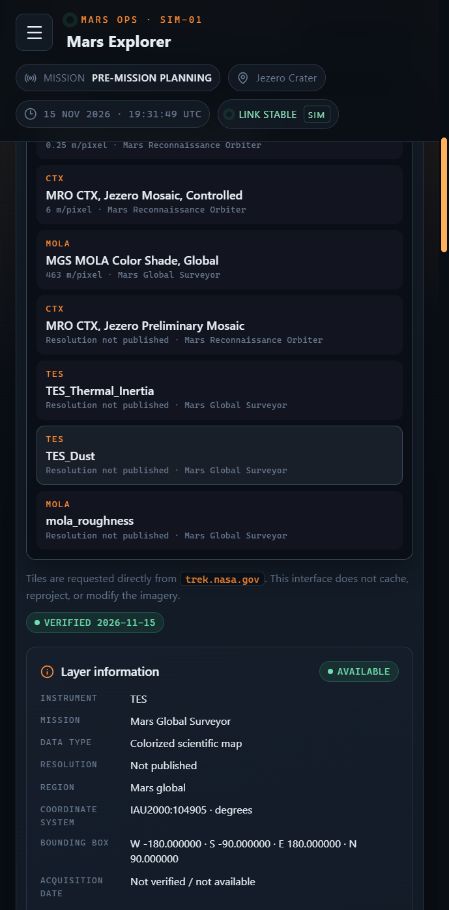 MARS OPS · SIM-01
Mars Explorer
MISSION PRE-MISSION PLANNING
Jezero Crater
15 NOV 2026 · 19:31:49 UTC
LINK STABLE SIM
0.25 m/pixel · Mars Reconnaissance Orbiter
CTX
MRO CTX, Jezero Mosaic, Controlled
6 m/pixel · Mars Reconnaissance Orbiter
MOLA
MGS MOLA Color Shade, Global
463 m/pixel · Mars Global Surveyor
CTX
MRO CTX, Jezero Preliminary Mosaic
Resolution not published · Mars Reconnaissance Orbiter
TES
TES_Thermal_Inertia
Resolution not published · Mars Global Surveyor
TES
TES_Dust
Resolution not published · Mars Global Surveyor
MOLA
mola_roughness
Resolution not published · Mars Global Surveyor
Tiles are requested directly from trek.nasa.gov. This interface does not cache,
reproject, or modify the imagery.
VERIFIED 2026-11-15
Layer information
AVAILABLE
INSTRUMENT TES
MISSION Mars Global Surveyor
DATA TYPE Colorized scientific map
RESOLUTION Not published
REGION Mars global
COORDINATE SYSTEM IAU2000:104905 · degrees
BOUNDING BOX W -180.000000 · S -90.000000 · E 180.000000 · N
90.000000
ACQUISITION DATE Not verified / not available